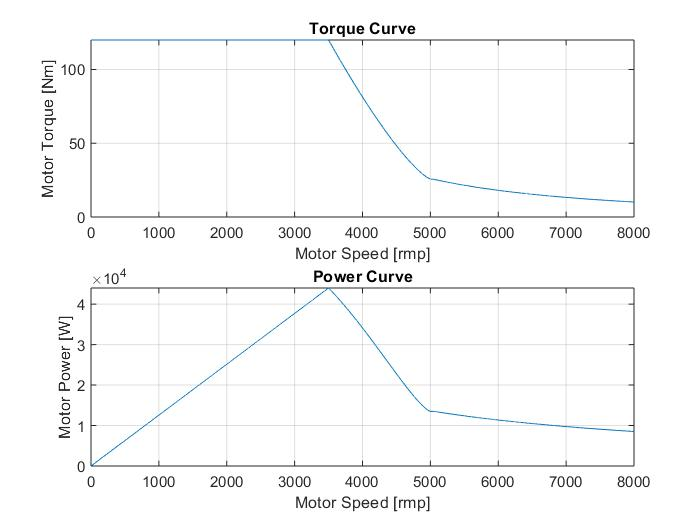 Torque Curve
100
50
0
Motor Torque [Nm]
0 1000 2000 3000 4000 5000 6000 7000 8000
Motor Speed [rmp]
×10⁴
Power Curve
4
3
2
1
0
Motor Power [W]
0 1000 2000 3000 4000 5000 6000 7000 8000
Motor Speed [rmp]